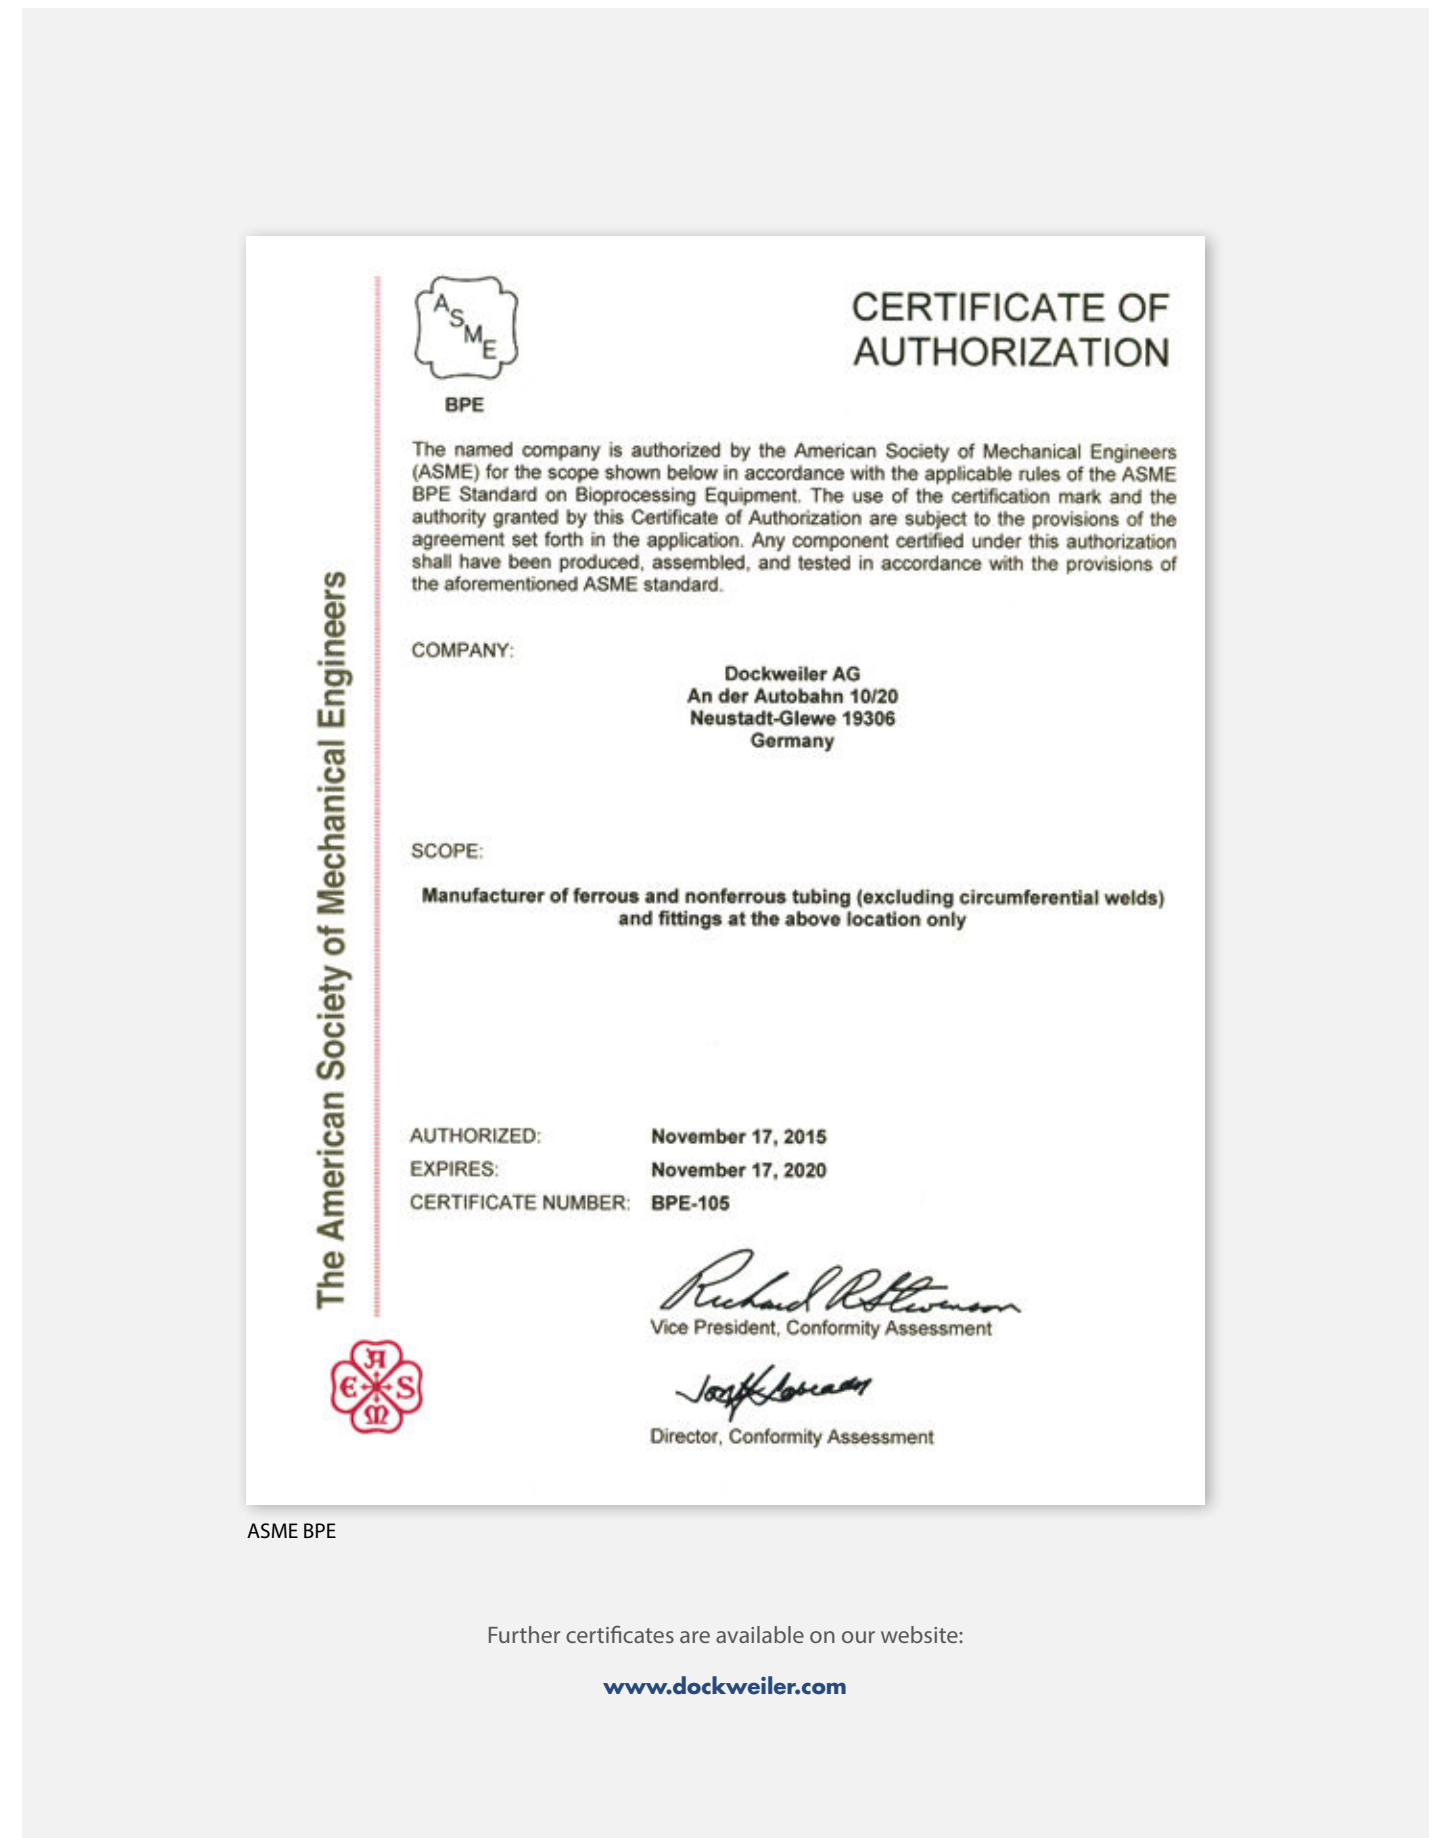 ASME
BPE
CERTIFICATE OF
AUTHORIZATION
The named company is authorized by the American Society of Mechanical Engineers
(ASME) for the scope shown below in accordance with the applicable rules of the ASME
BPE Standard on Bioprocessing Equipment. The use of the certification mark and the
authority granted by this Certificate of Authorization are subject to the provisions of the
agreement set forth in the application. Any component certified under this authorization
shall have been produced, assembled, and tested in accordance with the provisions of
the aforementioned ASME standard.
The American Society of Mechanical Engineers
COMPANY:
Dockweiler AG
An der Autobahn 10/20
Neustadt-Glewe 19306
Germany
SCOPE:
Manufacturer of ferrous and nonferrous tubing (excluding circumferential welds)
and fittings at the above location only
AUTHORIZED: November 17, 2015
EXPIRES: November 17, 2020
CERTIFICATE NUMBER: BPE-105
Richard R Stevenson
Vice President, Conformity Assessment
Director, Conformity Assessment
ASME
ASME BPE
Further certificates are available on our website:
www.dockweiler.com